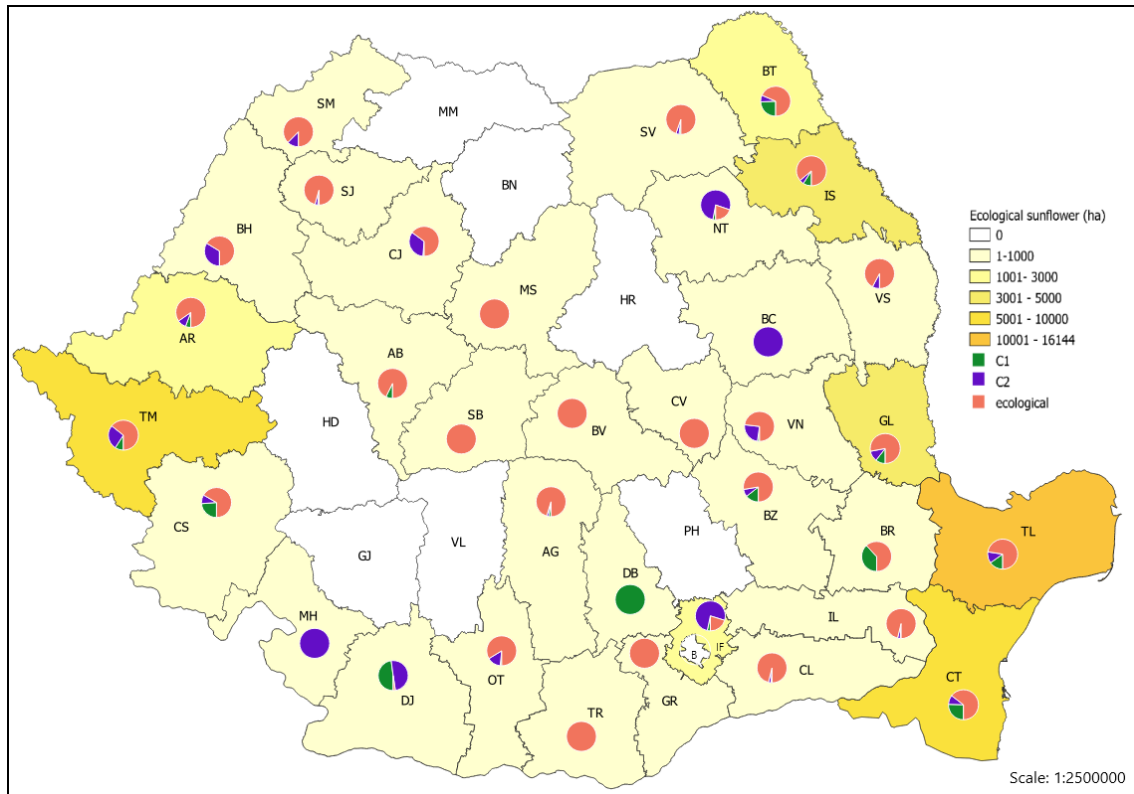 BT
SM
MM
SV
BN
SJ
IS
NT
BH
CJ
Ecological sunflower (ha)
0
1-1000
1001- 3000
3001 - 5000
5001 - 10000
10001 - 16144
C1
C2
ecological
MS
HR
VS
BC
AR
AB
TM
SB
BV
CV
VN
GL
HD
CS
BZ
PH
BR
TL
GJ
VL
AG
DB
MH
IL
B
IF
OT
DJ
GR
CL
CT
TR
Scale: 1:2500000